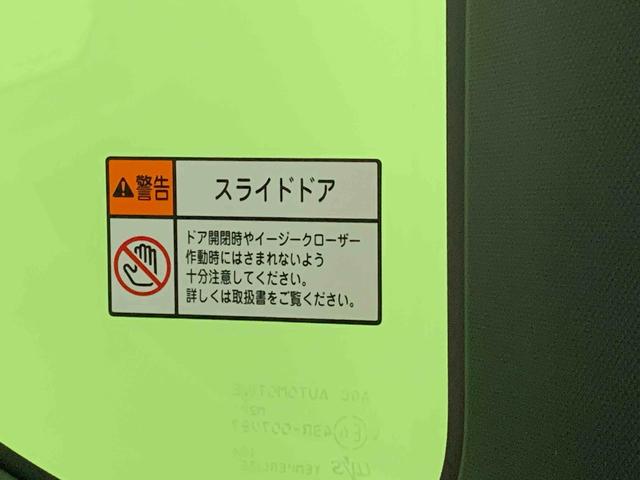 警告
スライドドア
ドア開閉時やイージークローザー
作動時にはさまれないよう
十分注意してください。
詳しくは取扱書をご覧ください。
AGC AUTOMOTIVE